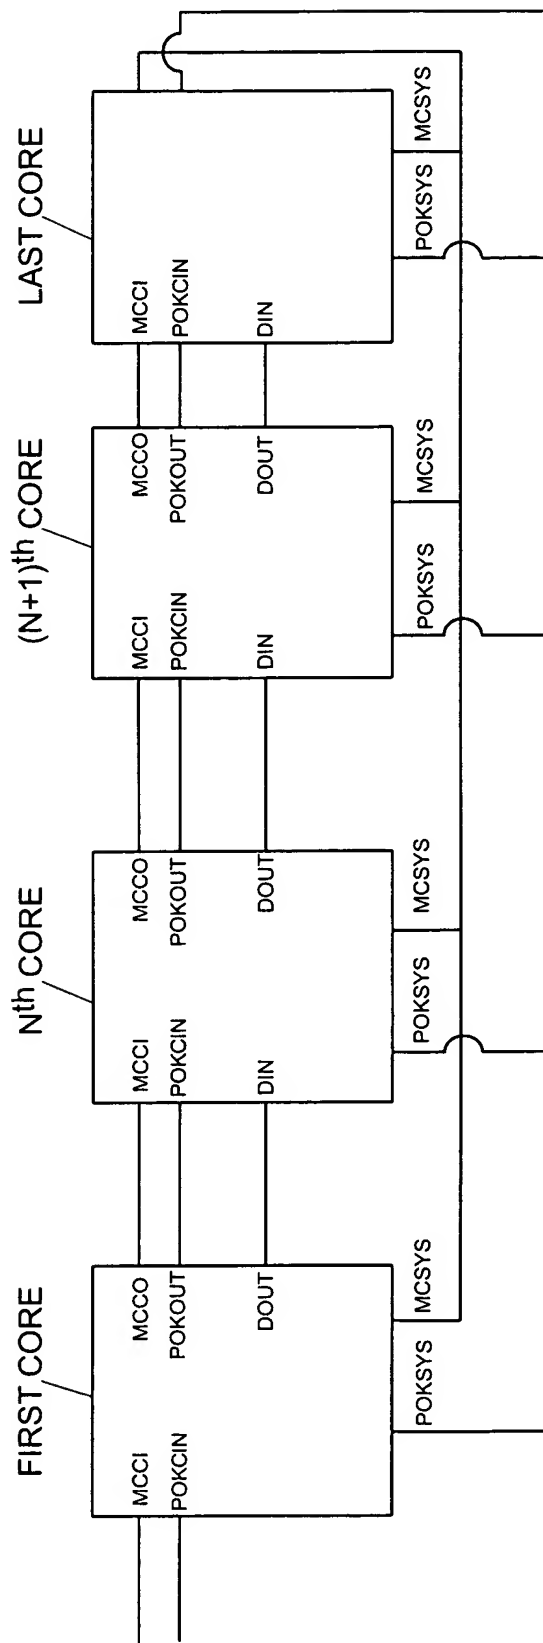 FIRST CORE
MCCI
POKCIN
MCCO
POKOUT
DOUT
POKSYS
MCSYS
Nth CORE
MCCI
POKCIN
DIN
MCCO
POKOUT
DOUT
POKSYS
MCSYS
(N+1)th CORE
MCCI
POKCIN
DIN
MCCO
POKOUT
DOUT
POKSYS
MCSYS
LAST CORE
MCCI
POKCIN
DIN
POKSYS
MCSYS